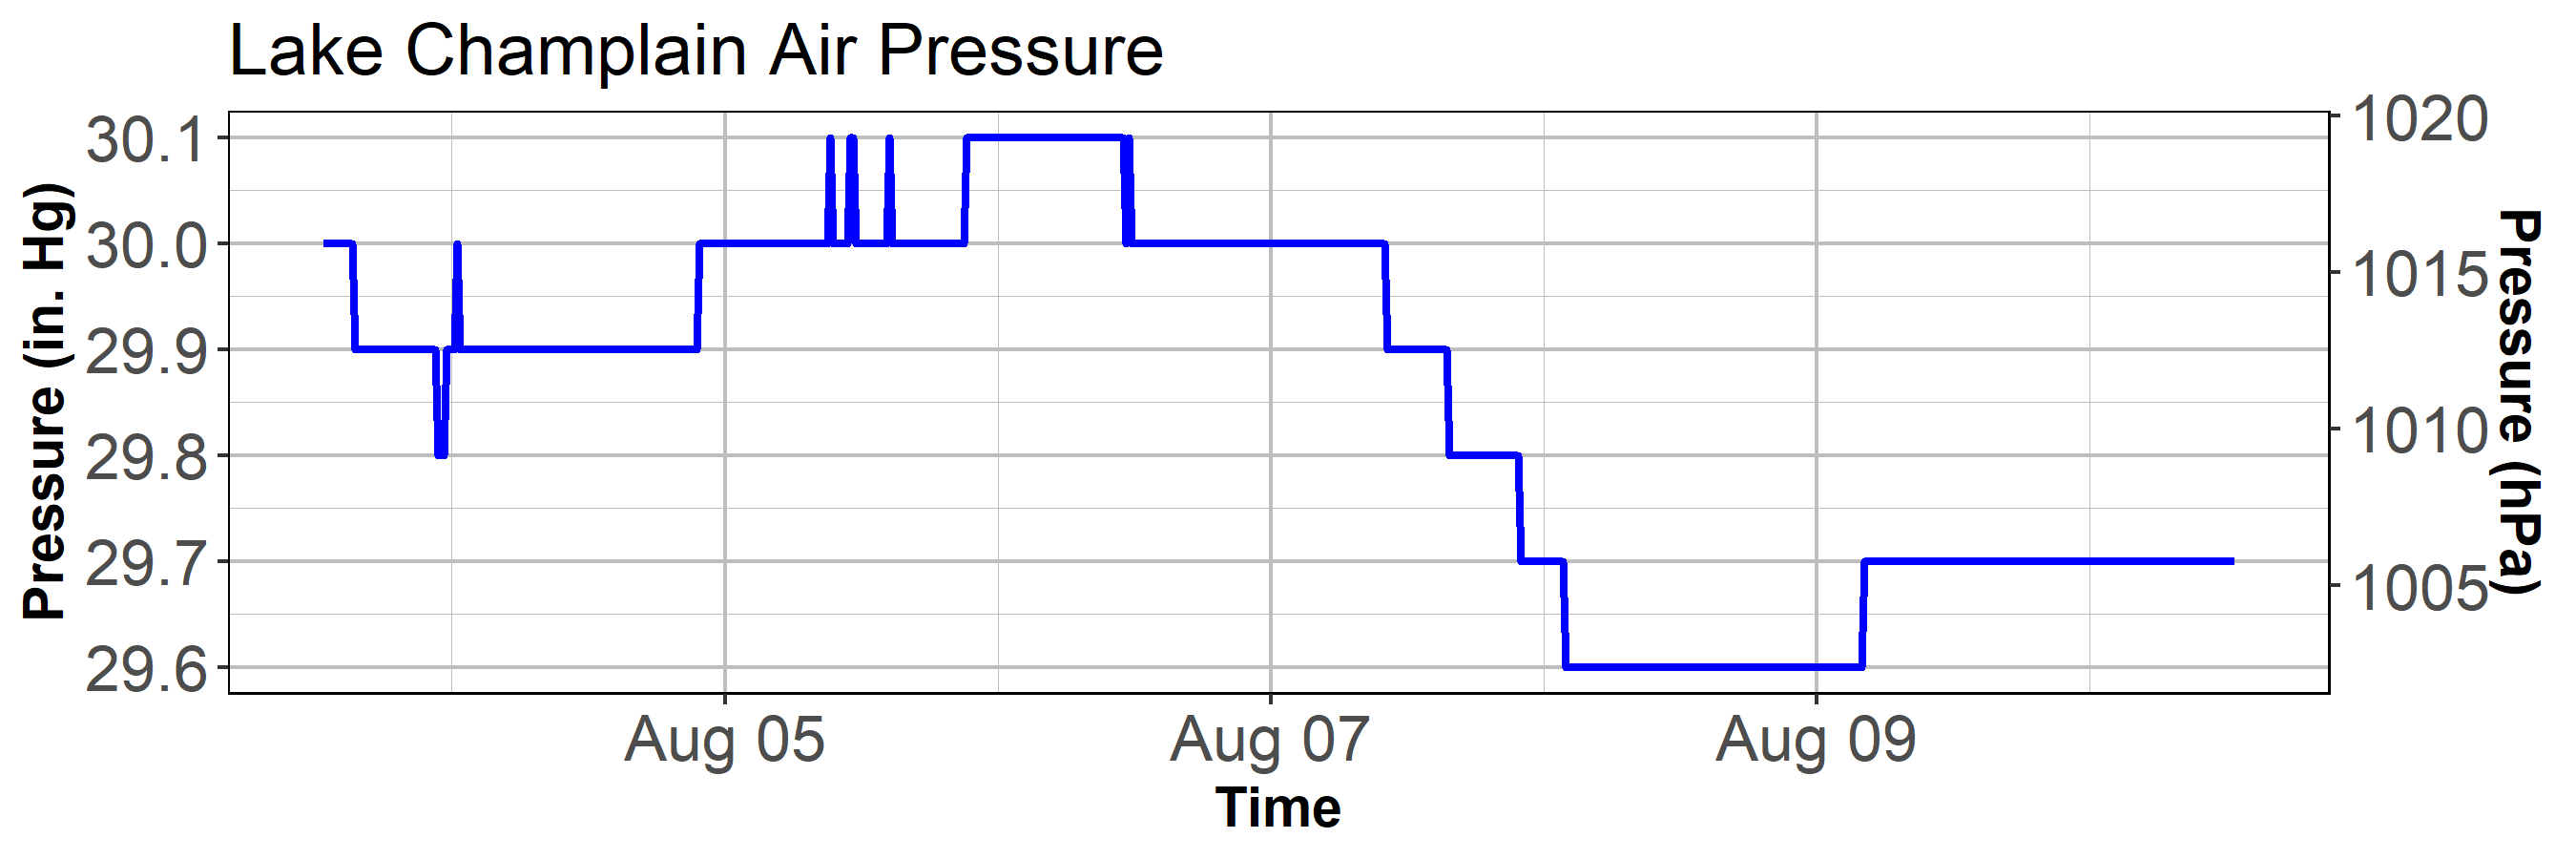 Lake Champlain Air Pressure
30.1
30.0
29.9
29.8
29.7
29.6
Pressure (in. Hg)
1020
1015
1010
1005
Pressure (hPa)
Aug 05
Aug 07
Aug 09
Time